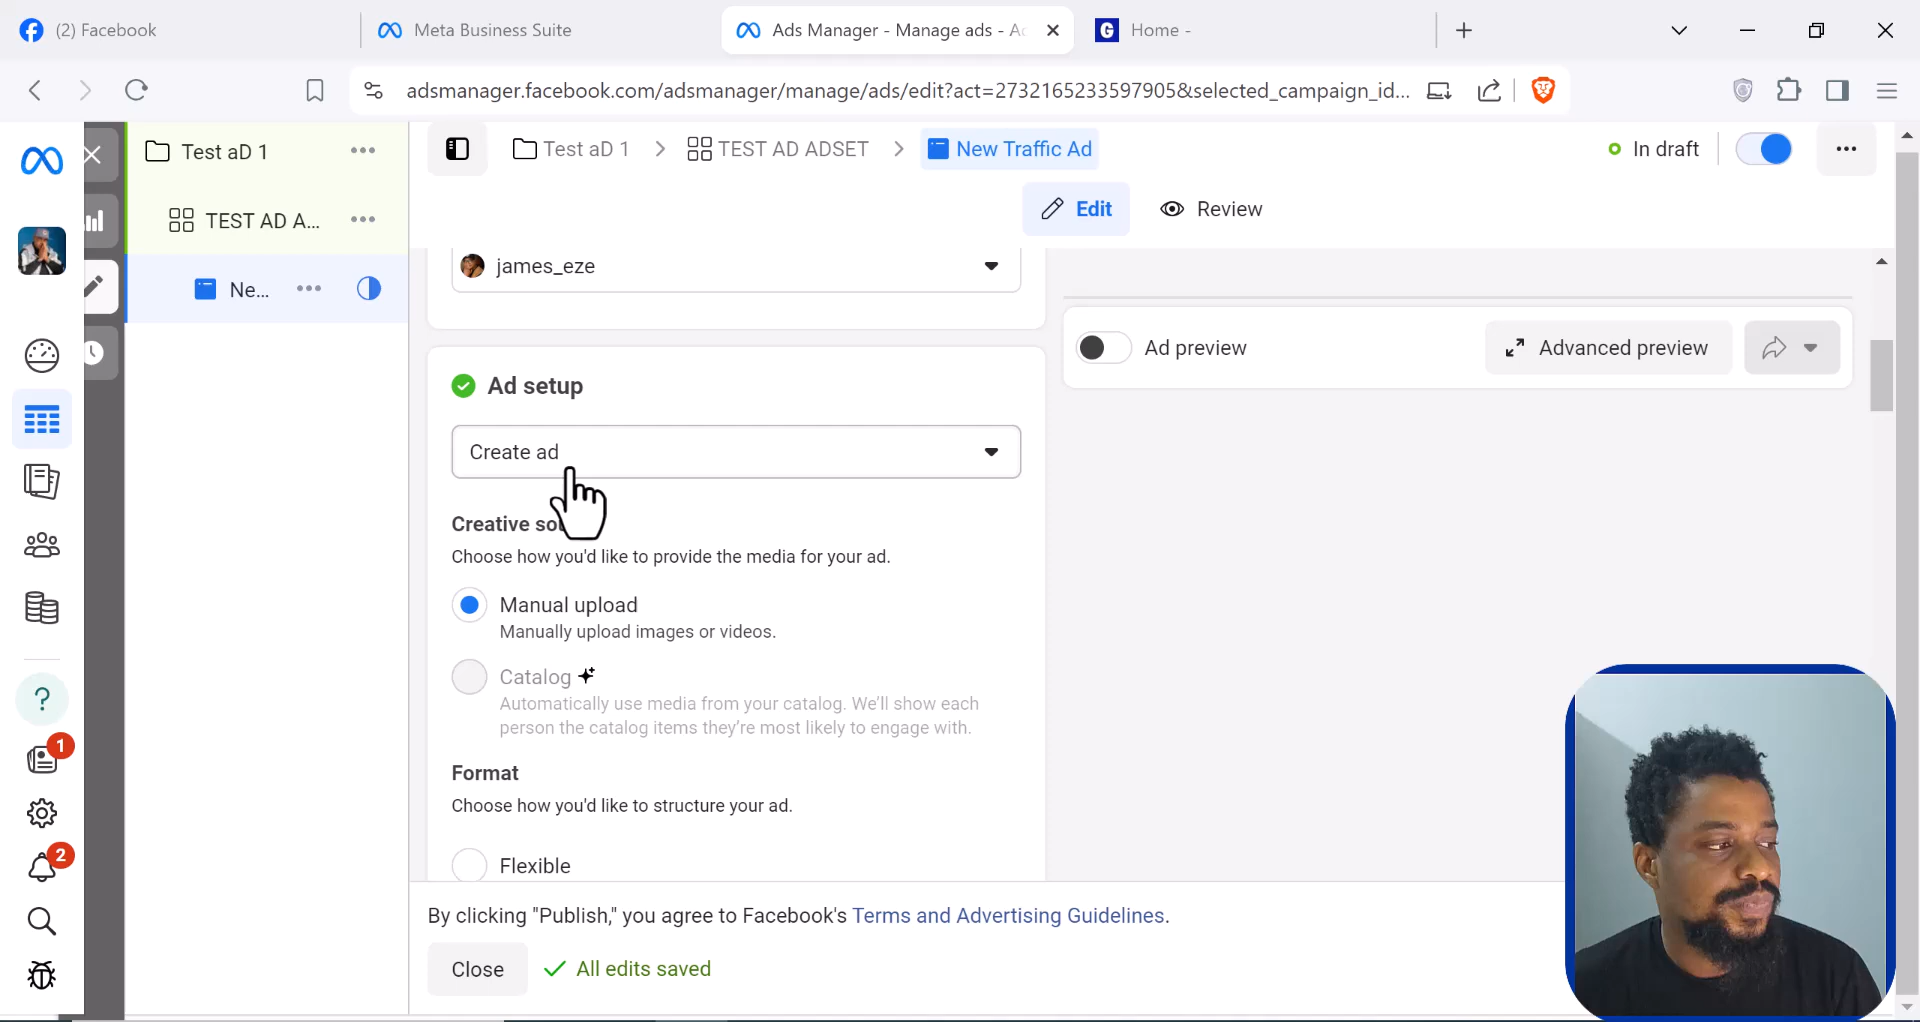 (2) Facebook
Meta Business Suite
Ads Manager - Manage ads - Ac
G Home -
adsmanager.facebook.com/adsmanager/manage/ads/edit?act=2732165233597905&selected_campaign_id...
Test aD 1
TEST AD A...
Ne...
Test aD 1 > TEST AD ADSET > New Traffic Ad
In draft
Edit
Review
james_eze
Ad preview
Advanced preview
Ad setup
Create ad
Creative so
Choose how you'd like to provide the media for your ad.
Manual upload
Manually upload images or videos.
Catalog
Automatically use media from your catalog. We'll show each
person the catalog items they're most likely to engage with.
Format
Choose how you'd like to structure your ad.
Flexible
By clicking "Publish," you agree to Facebook's Terms and Advertising Guidelines.
Close
All edits saved
?
1
2